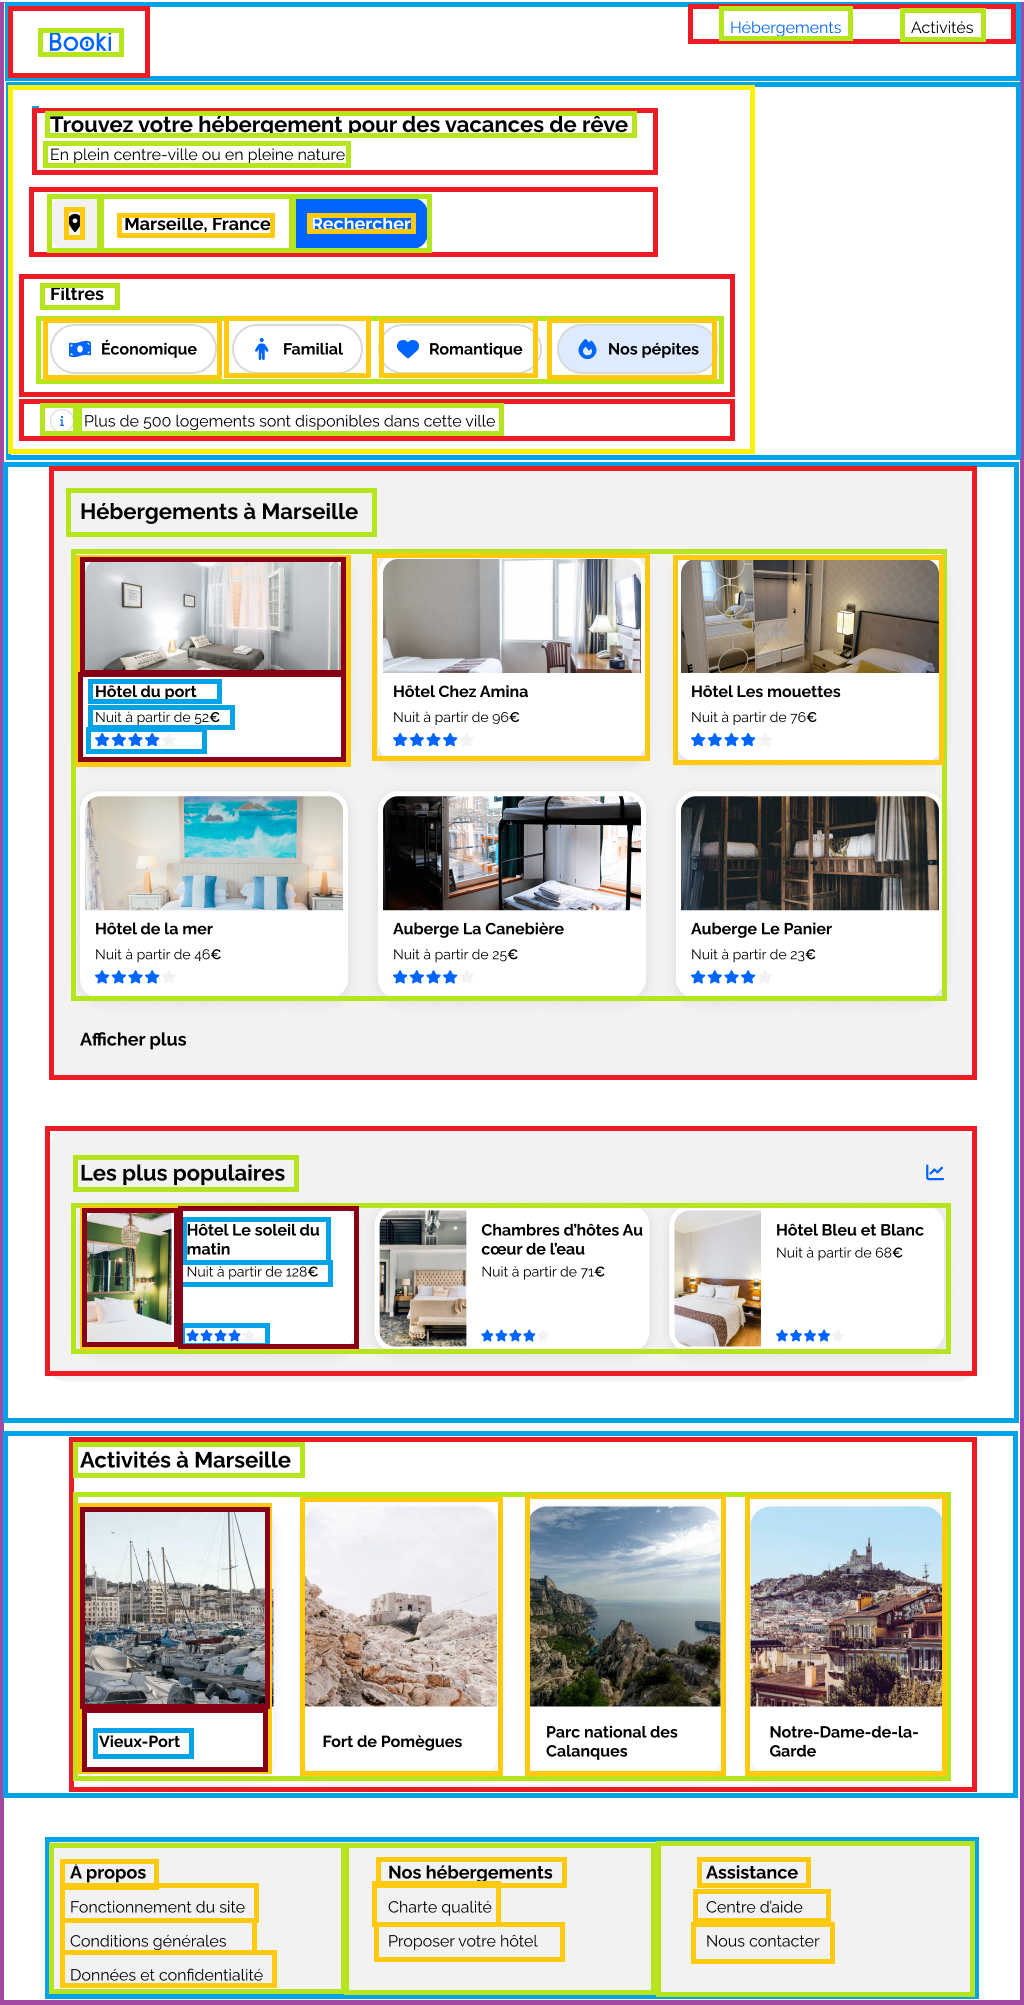 Booki
Hébergements
Activités
Trouvez votre hébergement pour des vacances de rêve
En plein centre-ville ou en pleine nature
Marseille, France
Rechercher
Filtres
Économique
Familial
Romantique
Nos pépites
Plus de 500 logements sont disponibles dans cette ville
Hébergements à Marseille
Hôtel du port
Nuit à partir de 52€
Hôtel Chez Amina
Nuit à partir de 96€
Hôtel Les mouettes
Nuit à partir de 76€
Hôtel de la mer
Nuit à partir de 46€
Auberge La Canebière
Nuit à partir de 25€
Auberge Le Panier
Nuit à partir de 23€
Afficher plus
Les plus populaires
Hôtel Le soleil du
matin
Nuit à partir de 128€
Chambres d’hôtes Au
cœur de l’eau
Nuit à partir de 71€
Hôtel Bleu et Blanc
Nuit à partir de 68€
Activités à Marseille
Vieux-Port
Fort de Pomègues
Parc national des
Calanques
Notre-Dame-de-la-
Garde
À propos
Fonctionnement du site
Conditions générales
Données et confidentialité
Nos hébergements
Charte qualité
Proposer votre hôtel
Assistance
Centre d’aide
Nous contacter